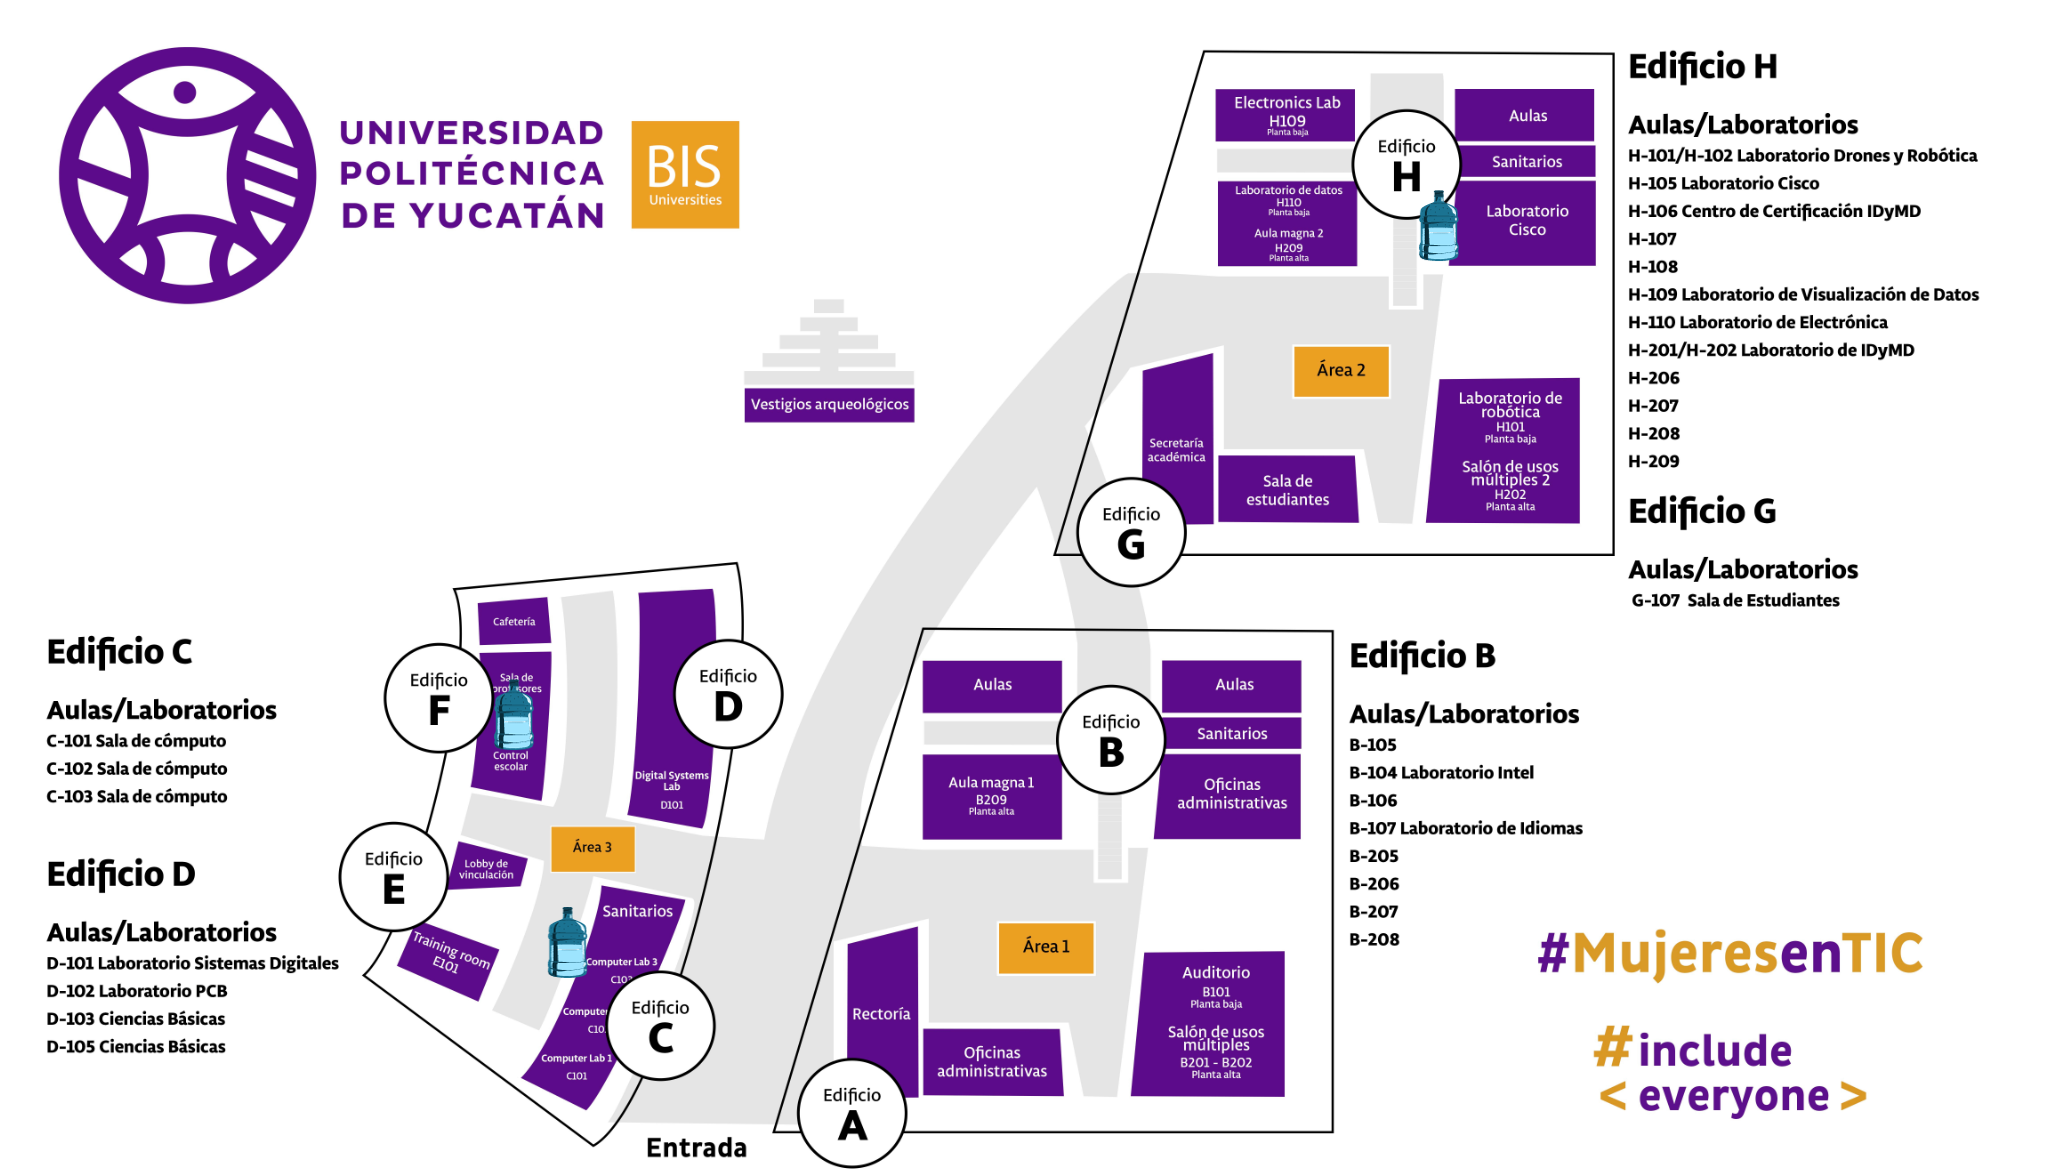 UNIVERSIDAD
POLITÉCNICA
DE YUCATÁN
BIS
Universities
Vestigios arqueológicos
Electronics Lab
H109
Planta baja
Laboratorio de datos
H110
Planta baja
Aula magna 2
H209
Planta alta
Edificio
H
Aulas
Sanitarios
Laboratorio
Cisco
Área 2
Secretaría
académica
Sala de
estudiantes
Laboratorio de
robótica
H101
Planta baja
Salón de usos
múltiples 2
H202
Planta alta
Edificio
G
Edificio H
Aulas/Laboratorios
H-101/H-102 Laboratorio Drones y Robótica
H-105 Laboratorio Cisco
H-106 Centro de Certificación IDyMD
H-107
H-108
H-109 Laboratorio de Visualización de Datos
H-110 Laboratorio de Electrónica
H-201/H-202 Laboratorio de IDyMD
H-206
H-207
H-208
H-209
Edificio G
Aulas/Laboratorios
G-107 Sala de Estudiantes
Edificio C
Aulas/Laboratorios
C-101 Sala de cómputo
C-102 Sala de cómputo
C-103 Sala de cómputo
Edificio D
Aulas/Laboratorios
D-101 Laboratorio Sistemas Digitales
D-102 Laboratorio PCB
D-103 Ciencias Básicas
D-105 Ciencias Básicas
Cafetería
Edificio
F
Sala de
Control
escolar
Edificio
D
Digital Systems
Lab
D101
Área 3
Edificio
E
Lobby de
vinculación
Training room
E101
Sanitarios
Computer Lab 3
Computer Lab 1
C101
Edificio
C
Entrada
Aulas
Aula magna 1
B209
Planta alta
Edificio
B
Aulas
Sanitarios
Oficinas
administrativas
Área 1
Rectoría
Oficinas
administrativas
Auditorio
B101
Planta baja
Salón de usos
múltiples
B201 - B202
Planta alta
Edificio
A
Edificio B
Aulas/Laboratorios
B-105
B-104 Laboratorio Intel
B-106
B-107 Laboratorio de Idiomas
B-205
B-206
B-207
B-208
#MujeresenTIC
#include
< everyone >